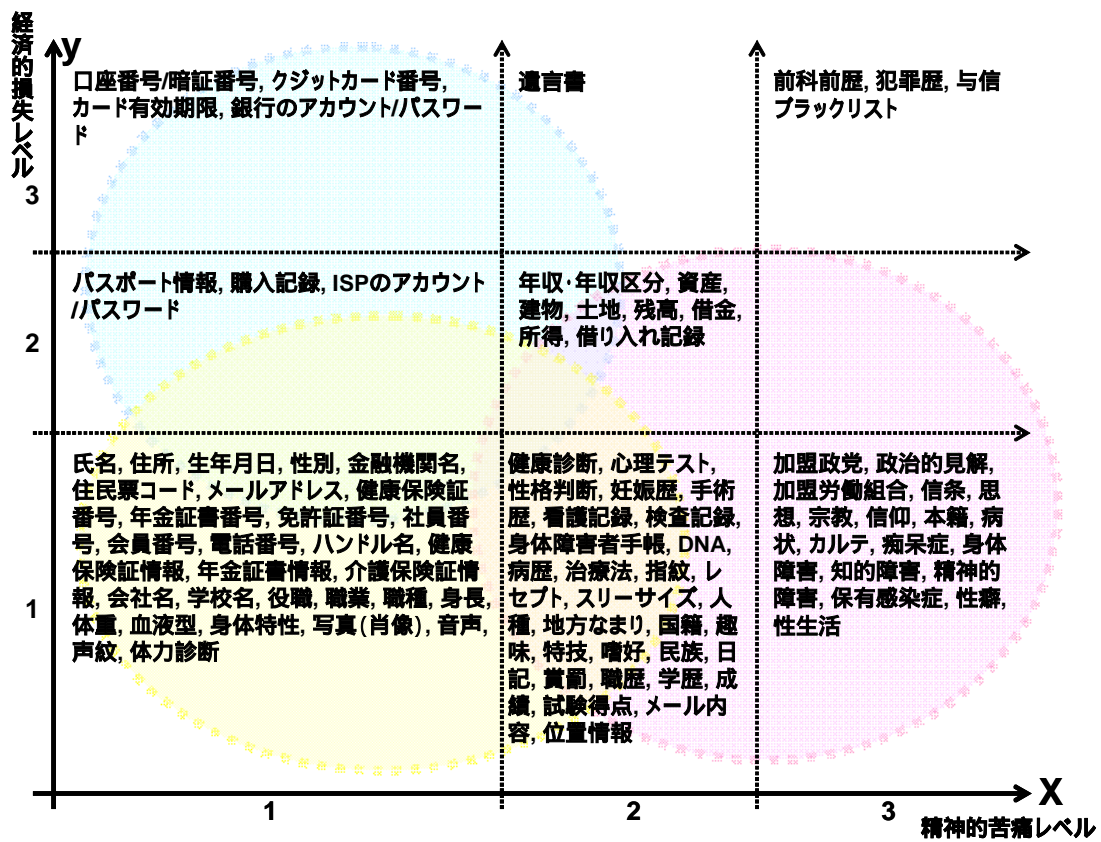 経済的損失レベル
y
口座番号/暗証番号, クジットカード番号,
カード有効期限, 銀行のアカウント/パスワー
ド
遺言書
前科前歴, 犯罪歴, 与信
ブラックリスト
3
パスポート情報, 購入記録, ISPのアカウント
/パスワード
年収・年収区分, 資産,
建物, 土地, 残高, 借金,
所得, 借り入れ記録
2
氏名, 住所, 生年月日, 性別, 金融機関名,
住民票コード, メールアドレス, 健康保険証
番号, 年金証書番号, 免許証番号, 社員番
号, 会員番号, 電話番号, ハンドル名, 健康
保険証情報, 年金証書情報, 介護保険証情
報, 会社名, 学校名, 役職, 職業, 職種, 身長,
体重, 血液型, 身体特性, 写真(肖像), 音声,
声紋, 体力診断
健康診断, 心理テスト,
性格判断, 妊娠歴, 手術
歴, 看護記録, 検査記録,
身体障害者手帳, DNA,
病歴, 治療法, 指紋, レ
セプト, スリーサイズ, 人
種, 地方なまり, 国籍, 趣
味, 特技, 嗜好, 民族, 日
記, 賞罰, 職歴, 学歴, 成
績, 試験得点, メール内
容, 位置情報
加盟政党, 政治的見解,
加盟労働組合, 信条, 思
想, 宗教, 信仰, 本籍, 病
状, カルテ, 痴呆症, 身体
障害, 知的障害, 精神的
障害, 保有感染症, 性癖,
性生活
1
1
2
3
X
精神的苦痛レベル